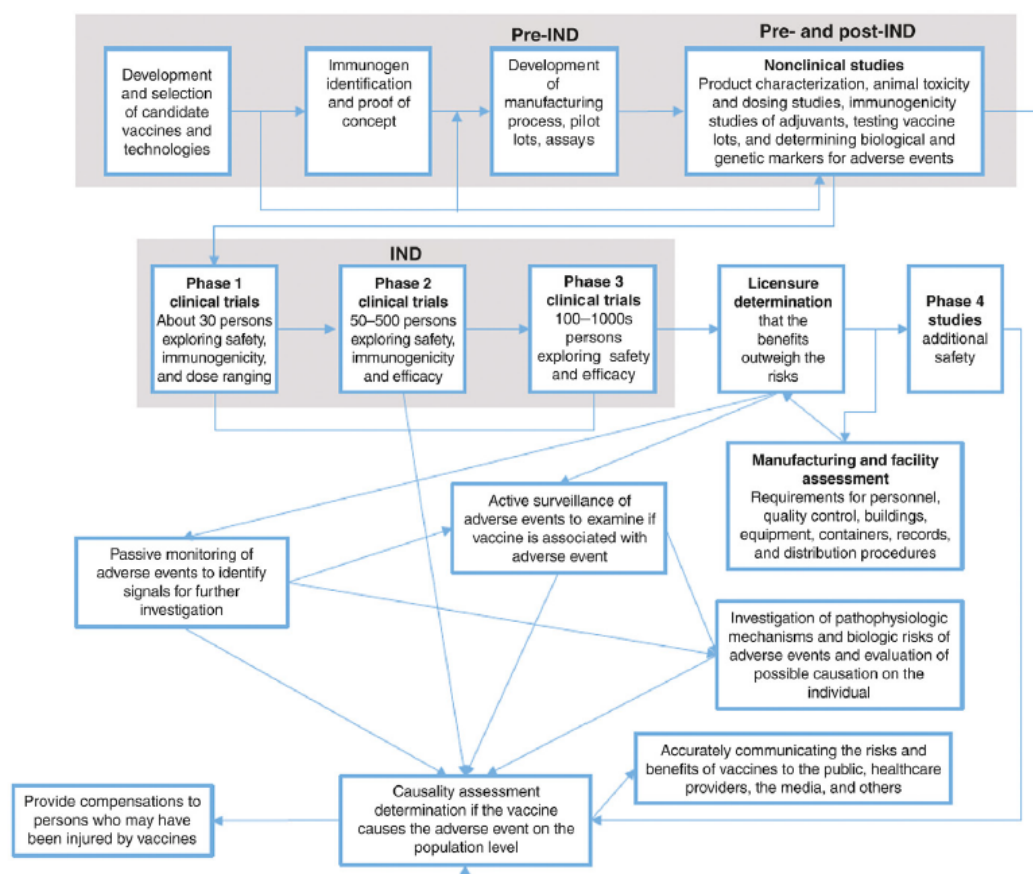 Pre-IND
Pre- and post-IND
Development
and selection
of candidate
vaccines and
technologies
Immunogen
identification
and proof of
concept
Development
of
manufacturing
process, pilot
lots, assays
Nonclinical studies
Product characterization, animal toxicity
and dosing studies, immunogenicity
studies of adjuvants, testing vaccine
lots, and determining biological and
genetic markers for adverse events
IND
Phase 1
clinical trials
About 30 persons
exploring safety,
immunogenicity,
and dose ranging
Phase 2
clinical trials
50–500 persons
exploring safety,
immunogenicity
and efficacy
Phase 3
clinical trials
100–1000s
persons
exploring safety
and efficacy
Licensure
determination
that the
benefits
outweigh the
risks
Phase 4
studies
additional
safety
Manufacturing and facility
assessment
Requirements for personnel,
quality control, buildings,
equipment, containers, records,
and distribution procedures
Active surveillance of
adverse events to examine if
vaccine is associated with
adverse event
Passive monitoring of
adverse events to identify
signals for further
investigation
Investigation of pathophysiologic
mechanisms and biologic risks of
adverse events and evaluation of
possible causation on the
individual
Accurately communicating the risks and
benefits of vaccines to the public, healthcare
providers, the media, and others
Causality assessment
determination if the vaccine
causes the adverse event on the
population level
Provide compensations to
persons who may have
been injured by vaccines